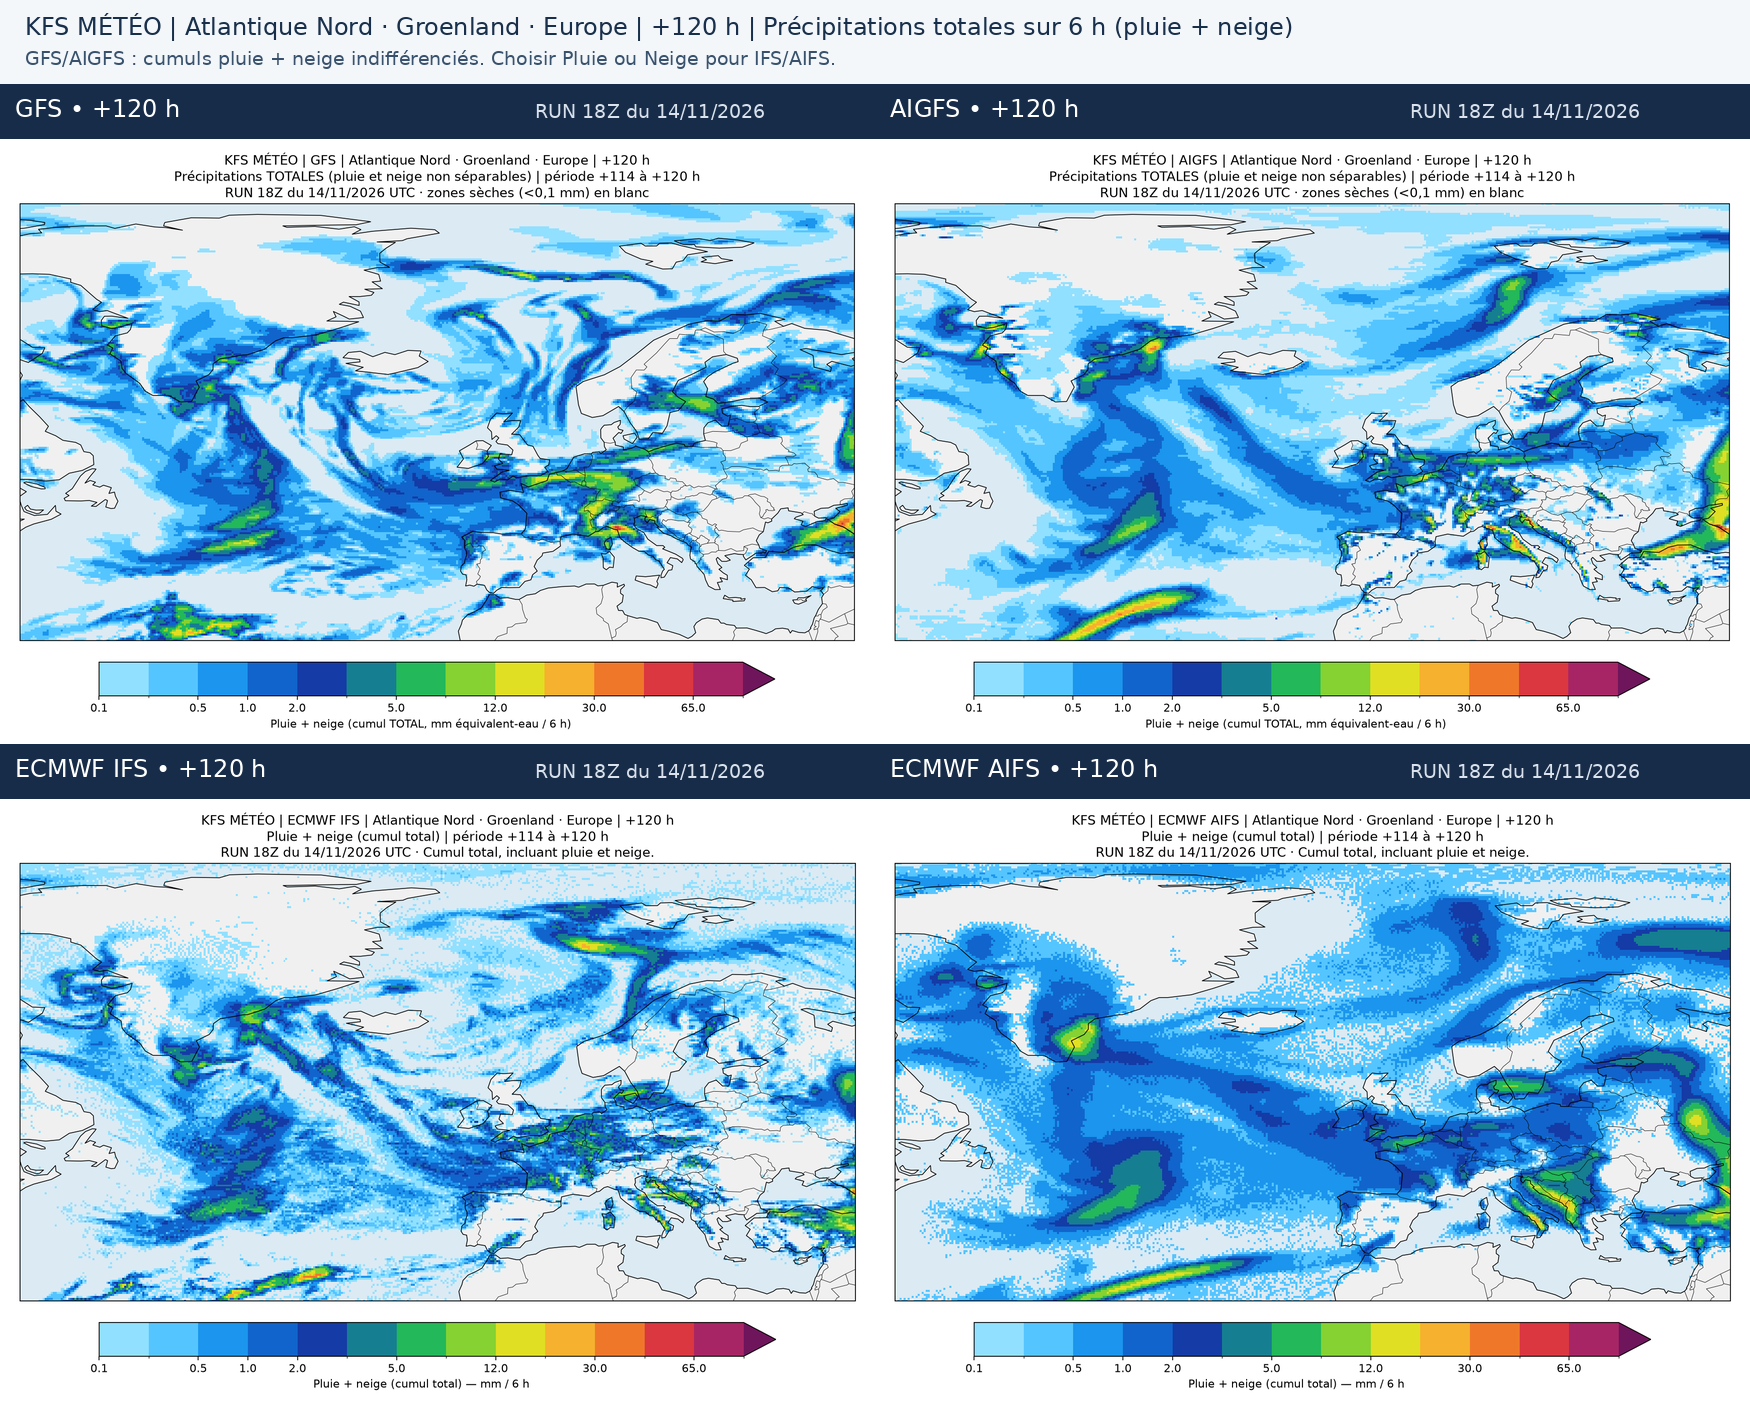 KFS MÉTÉO | Atlantique Nord · Groenland · Europe | +120 h | Précipitations totales sur 6 h (pluie + neige)
GFS/AIGFS : cumuls pluie + neige indifférenciés. Choisir Pluie ou Neige pour IFS/AIFS.
GFS • +120 h
RUN 18Z du 14/11/2026
KFS MÉTÉO | GFS | Atlantique Nord · Groenland · Europe | +120 h
Précipitations TOTALES (pluie et neige non séparables) | période +114 à +120 h
RUN 18Z du 14/11/2026 UTC · zones sèches (<0,1 mm) en blanc
0.1 0.5 1.0 2.0 5.0 12.0 30.0 65.0
Pluie + neige (cumul TOTAL, mm équivalent-eau / 6 h)
AIGFS • +120 h
RUN 18Z du 14/11/2026
KFS MÉTÉO | AIGFS | Atlantique Nord · Groenland · Europe | +120 h
Précipitations TOTALES (pluie et neige non séparables) | période +114 à +120 h
RUN 18Z du 14/11/2026 UTC · zones sèches (<0,1 mm) en blanc
0.1 0.5 1.0 2.0 5.0 12.0 30.0 65.0
Pluie + neige (cumul TOTAL, mm équivalent-eau / 6 h)
ECMWF IFS • +120 h
RUN 18Z du 14/11/2026
KFS MÉTÉO | ECMWF IFS | Atlantique Nord · Groenland · Europe | +120 h
Pluie + neige (cumul total) | période +114 à +120 h
RUN 18Z du 14/11/2026 UTC · Cumul total, incluant pluie et neige.
0.1 0.5 1.0 2.0 5.0 12.0 30.0 65.0
Pluie + neige (cumul total) — mm / 6 h
ECMWF AIFS • +120 h
RUN 18Z du 14/11/2026
KFS MÉTÉO | ECMWF AIFS | Atlantique Nord · Groenland · Europe | +120 h
Pluie + neige (cumul total) | période +114 à +120 h
RUN 18Z du 14/11/2026 UTC · Cumul total, incluant pluie et neige.
0.1 0.5 1.0 2.0 5.0 12.0 30.0 65.0
Pluie + neige (cumul total) — mm / 6 h